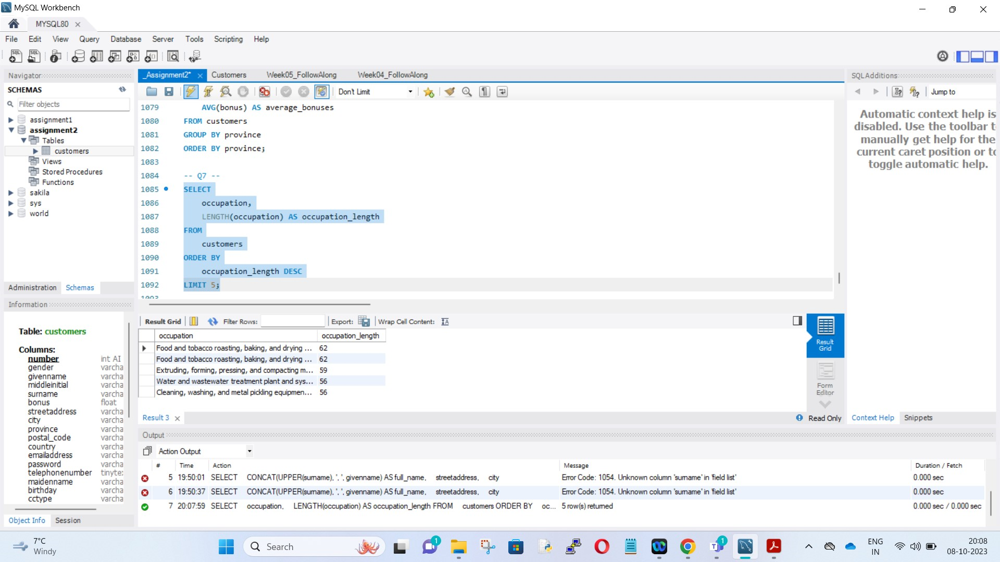 MySQL Workbench
MYSQL80
File Edit View Query Database Server Tools Scripting Help
Navigator
SCHEMAS
Filter objects
assignment1
assignment2
Tables
customers
Views
Stored Procedures
Functions
sakila
sys
world
Administration Schemas
Information
Table: customers
Columns:
number int AI
gender varcha
givenname varcha
middleinitial varcha
surname varcha
bonus float
streetaddress varcha
city varcha
province varcha
postal_code varcha
country varcha
emailaddress varcha
password varcha
telephonenumber tinyte
maidenname varcha
birthday varcha
cctype varcha
Object Info Session
_Assignment2* Customers Week05_FollowAlong Week04_FollowAlong
Don't Limit
1079 AVG(bonus) AS average_bonuses
1080 FROM customers
1081 GROUP BY province
1082 ORDER BY province;
1083
1084 -- Q7 --
1085 SELECT
1086 occupation,
1087 LENGTH(occupation) AS occupation_length
1088 FROM
1089 customers
1090 ORDER BY
1091 occupation_length DESC
1092 LIMIT 5;
1093
Result Grid Filter Rows: Export: Wrap Cell Content:
occupation occupation_length
Food and tobacco roasting, baking, and drying ... 62
Food and tobacco roasting, baking, and drying ... 62
Extruding, forming, pressing, and compacting m... 59
Water and wastewater treatment plant and sys... 56
Cleaning, washing, and metal pickling equipmen... 56
Result Grid
Form Editor
Result 3
Read Only
SQLAdditions
Jump to
Automatic context help is
disabled. Use the toolbar t
manually get help for the
current caret position or to
toggle automatic help.
Context Help Snippets
Output
Action Output
# Time Action Message Duration / Fetch
5 19:50:01 SELECT CONCAT(UPPER(surname), ', ', givenname) AS full_name, streetaddress, city Error Code: 1054. Unknown column 'surname' in 'field list' 0.000 sec
6 19:50:37 SELECT CONCAT(UPPER(surname), ', ', givenname) AS full_name, streetaddress, city Error Code: 1054. Unknown column 'surname' in 'field list' 0.000 sec
7 20:07:59 SELECT occupation, LENGTH(occupation) AS occupation_length FROM customers ORDER BY oc... 5 row(s) returned 0.000 sec / 0.000 sec
7°C
Windy
Search
1
1
ENG
IN
20:08
08-10-2023